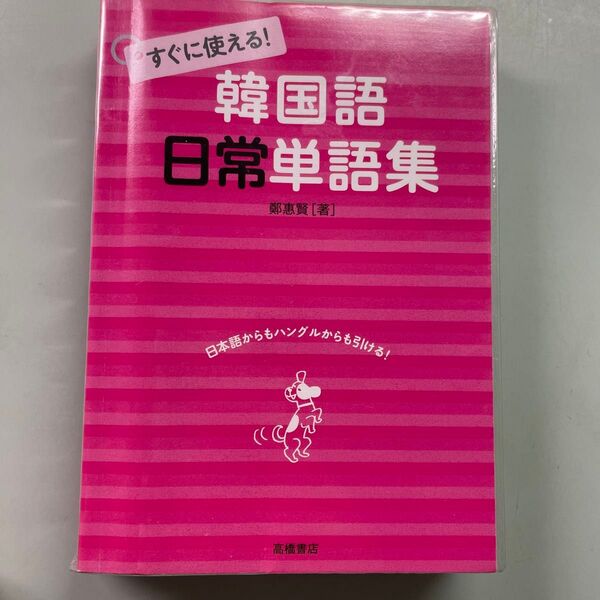 すぐに使える!
韓国語
日常単語集
鄭惠賢[著]
日本語からもハングルからも引ける!
高橋書店